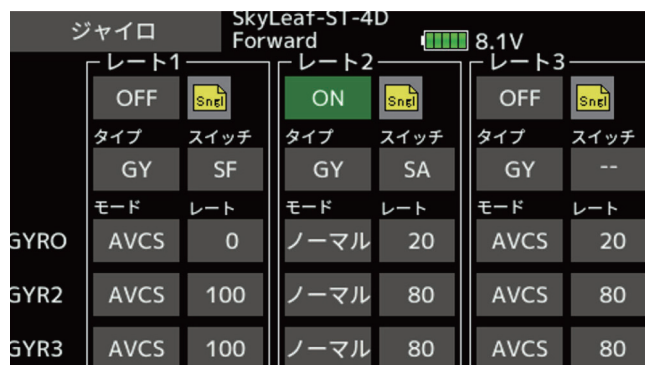 ジャイロ
SkyLeaf-ST-4D
Forward
8.1V
レート1 レート2 レート3
OFF Sngl ON Sngl OFF Sngl
タイプ スイッチ タイプ スイッチ タイプ スイッチ
GY SF GY SA GY --
モード レート モード レート モード レート
GYRO AVCS 0 ノーマル 20 AVCS 20
GYR2 AVCS 100 ノーマル 80 AVCS 80
GYR3 AVCS 100 ノーマル 80 AVCS 80